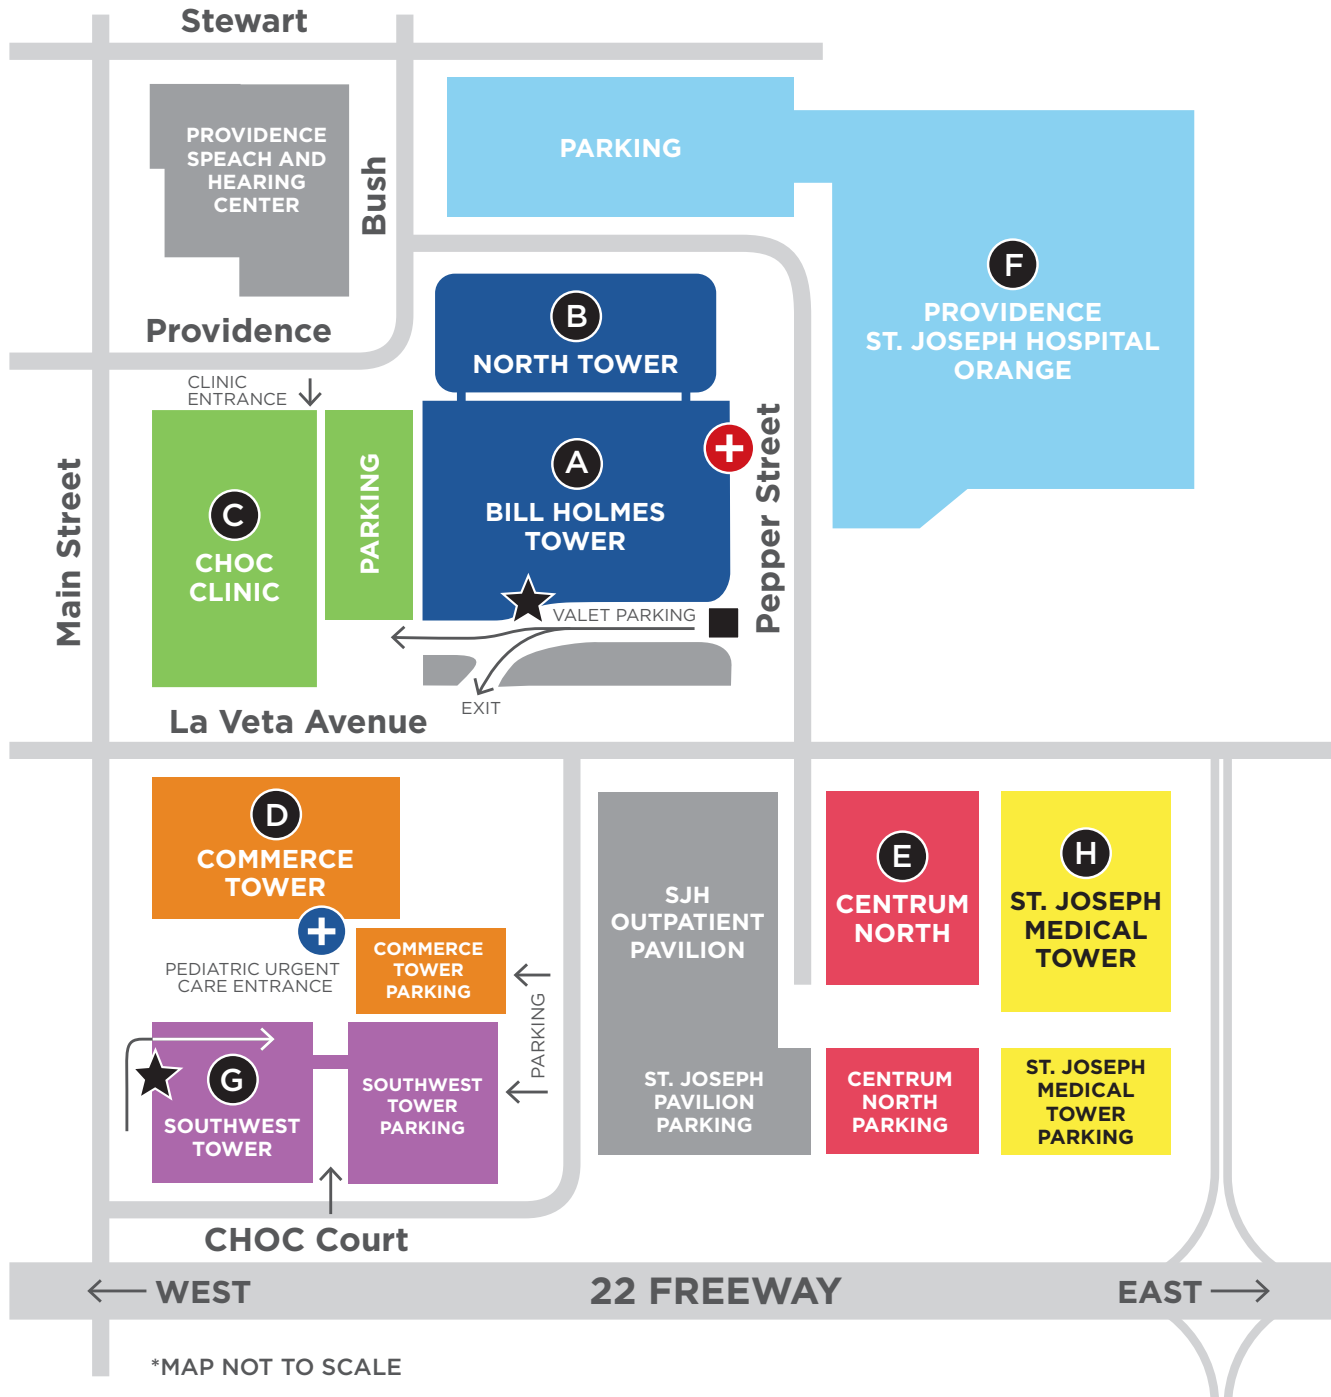 Stewart
PROVIDENCE
SPEACH AND
HEARING
CENTER
Bush
PARKING
F
PROVIDENCE
ST. JOSEPH HOSPITAL
ORANGE
Providence
B
NORTH TOWER
CLINIC
ENTRANCE
Main Street
C
CHOC
CLINIC
PARKING
A
BILL HOLMES
TOWER
Pepper Street
VALET PARKING
EXIT
La Veta Avenue
D
COMMERCE
TOWER
PEDIATRIC URGENT
CARE ENTRANCE
COMMERCE
TOWER
PARKING
PARKING
G
SOUTHWEST
TOWER
SOUTHWEST
TOWER
PARKING
SJH
OUTPATIENT
PAVILION
ST. JOSEPH
PAVILION
PARKING
E
CENTRUM
NORTH
CENTRUM
NORTH
PARKING
H
ST. JOSEPH
MEDICAL
TOWER
ST. JOSEPH
MEDICAL
TOWER
PARKING
CHOC Court
WEST
22 FREEWAY
EAST
*MAP NOT TO SCALE